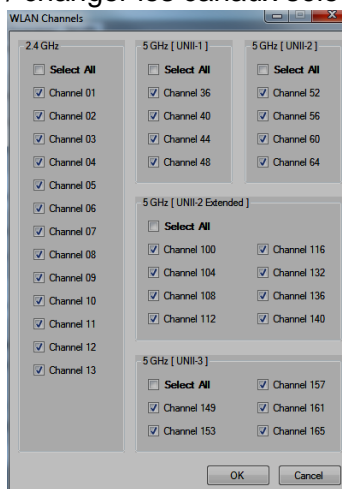 WLAN Channels
2.4 GHz
Select All
Channel 01
Channel 02
Channel 03
Channel 04
Channel 05
Channel 06
Channel 07
Channel 08
Channel 09
Channel 10
Channel 11
Channel 12
Channel 13
5 GHz [ UNII-1 ]
Select All
Channel 36
Channel 40
Channel 44
Channel 48
5 GHz [ UNII-2 ]
Select All
Channel 52
Channel 56
Channel 60
Channel 64
5 GHz [ UNII-2 Extended ]
Select All
Channel 100
Channel 104
Channel 108
Channel 112
Channel 116
Channel 132
Channel 136
Channel 140
5 GHz [ UNII-3 ]
Select All
Channel 149
Channel 153
Channel 157
Channel 161
Channel 165
OK
Cancel